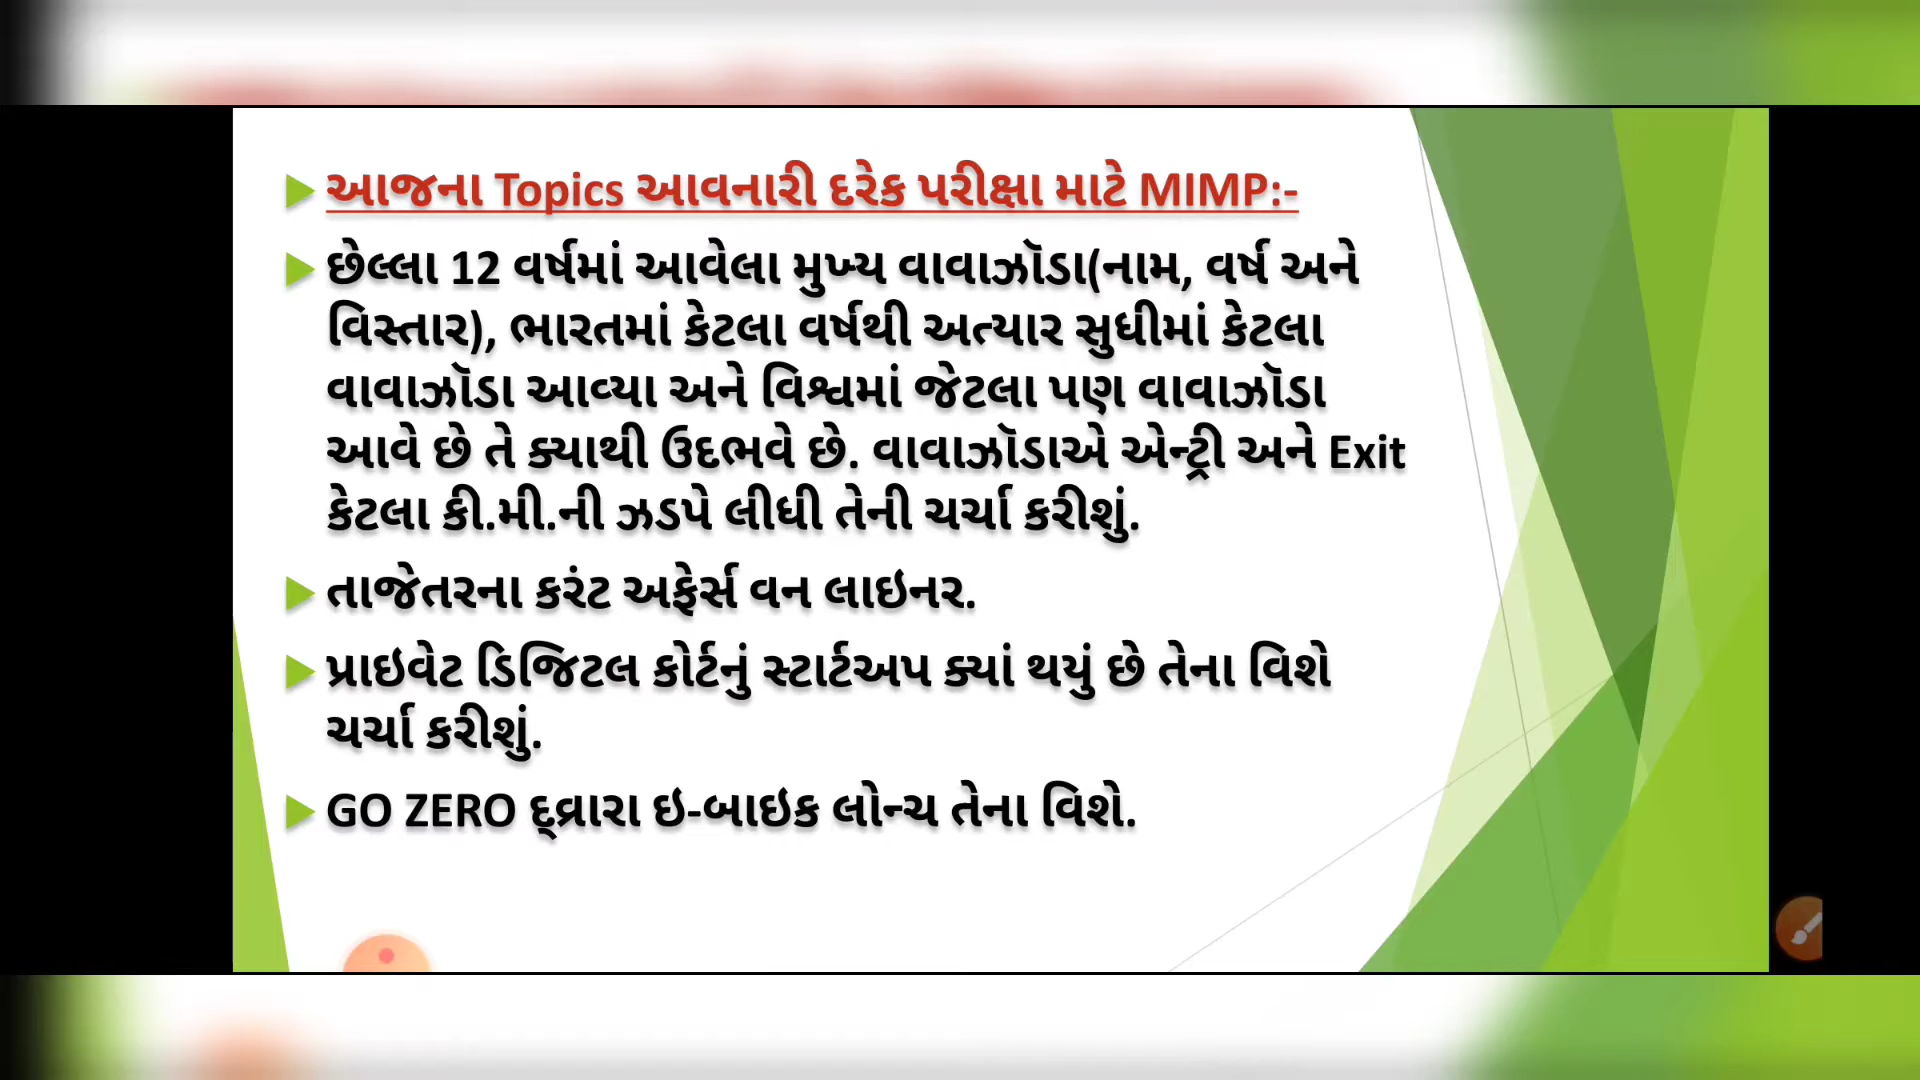 આજના Topics આવનારી દરેક પરીક્ષા માટે MIMP:-
છેલ્લા 12 વર્ષમાં આવેલા મુખ્ય વાવાઝૉડા(નામ, વર્ષ અને
વિસ્તાર), ભારતમાં કેટલા વર્ષથી અત્યાર સુધીમાં કેટલા
વાવાઝૉડા આવ્યા અને વિશ્વમાં જેટલા પણ વાવાઝૉડા
આવે છે તે ક્યાથી ઉદભવે છે. વાવાઝૉડાએ એન્ટ્રી અને Exit
કેટલા કી.મી.ની ઝડપે લીધી તેની ચર્ચા કરીશું.
તાજેતરના કરંટ અફેર્સ વન લાઇનર.
પ્રાઇવેટ ડિજિટલ કોર્ટનું સ્ટાર્ટઅપ ક્યાં થયું છે તેના વિશે
ચર્ચા કરીશું.
GO ZERO દ્વ્રારા ઇ-બાઇક લોન્ચ તેના વિશે.